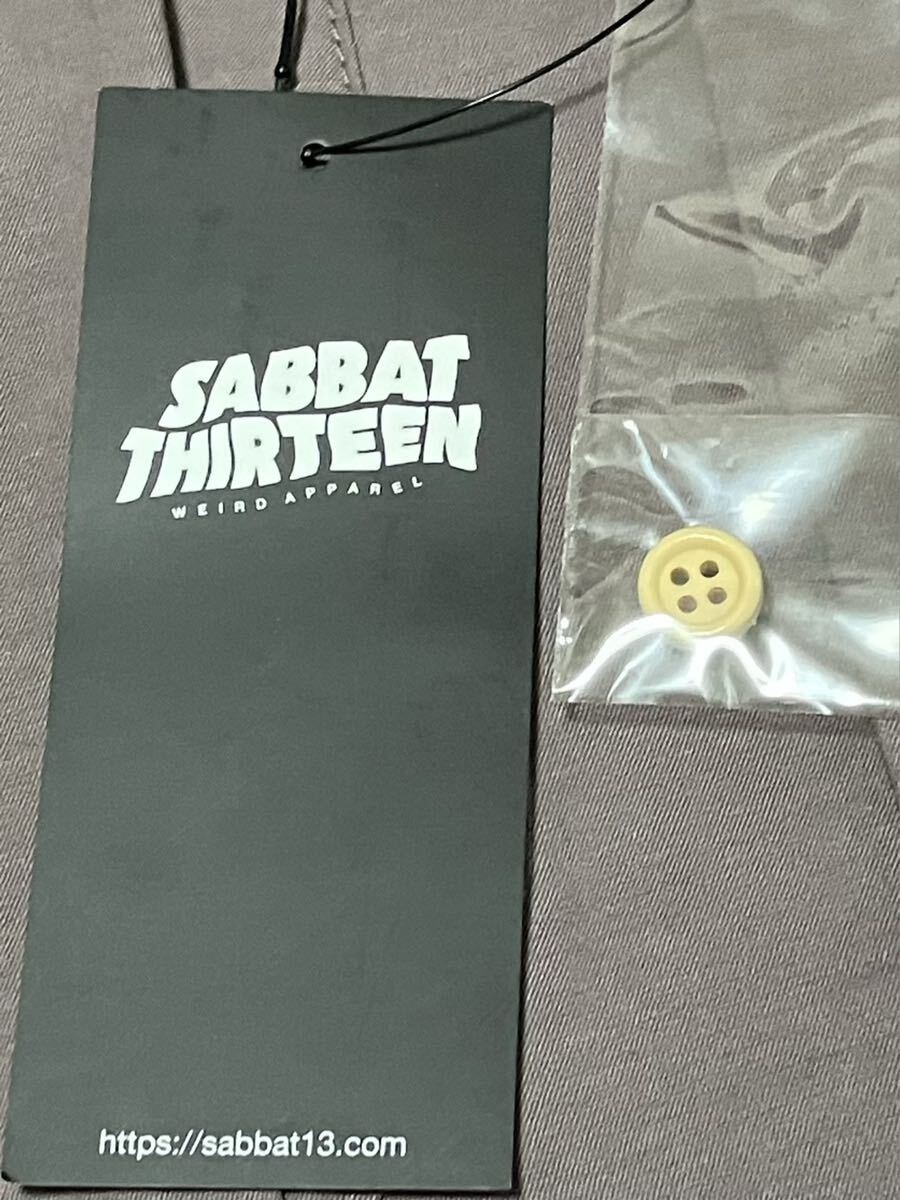 SABBAT
THIRTEEN
WEIRD APPAREL
https://sabbat13.com